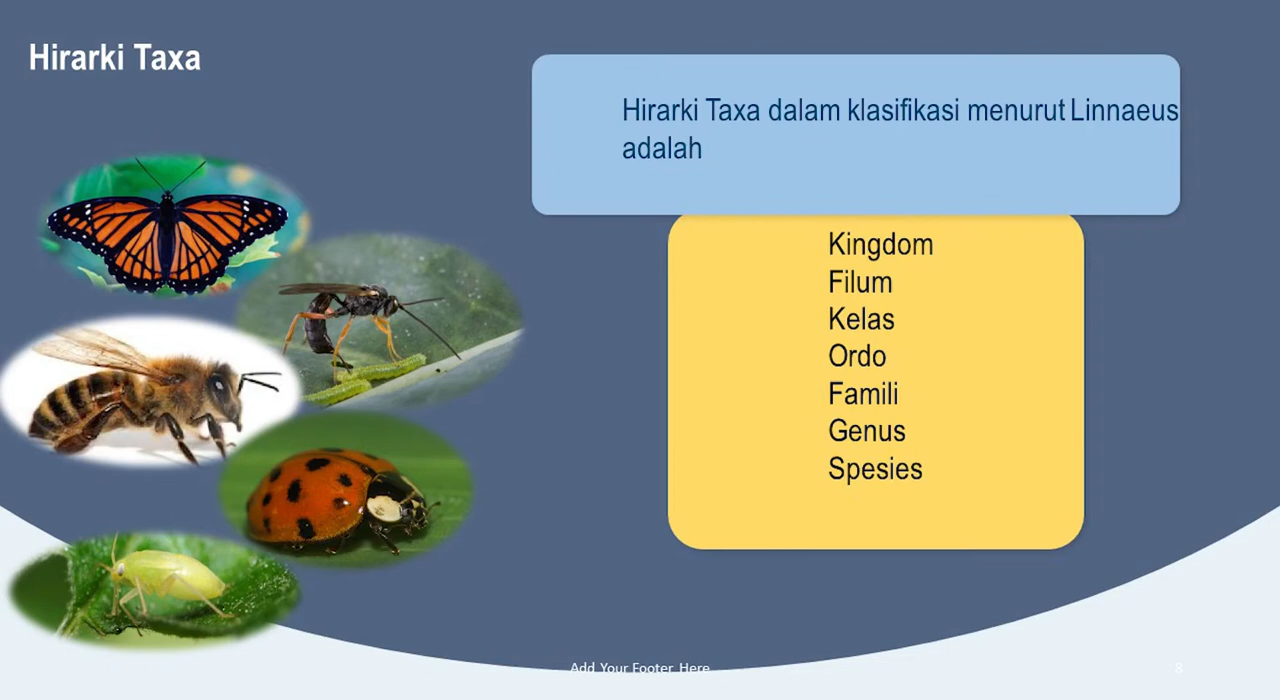 Hirarki Taxa
Hirarki Taxa dalam klasifikasi menurut Linnaeus
adalah
Kingdom
Filum
Kelas
Ordo
Famili
Genus
Spesies
Add Your Footer Here
8